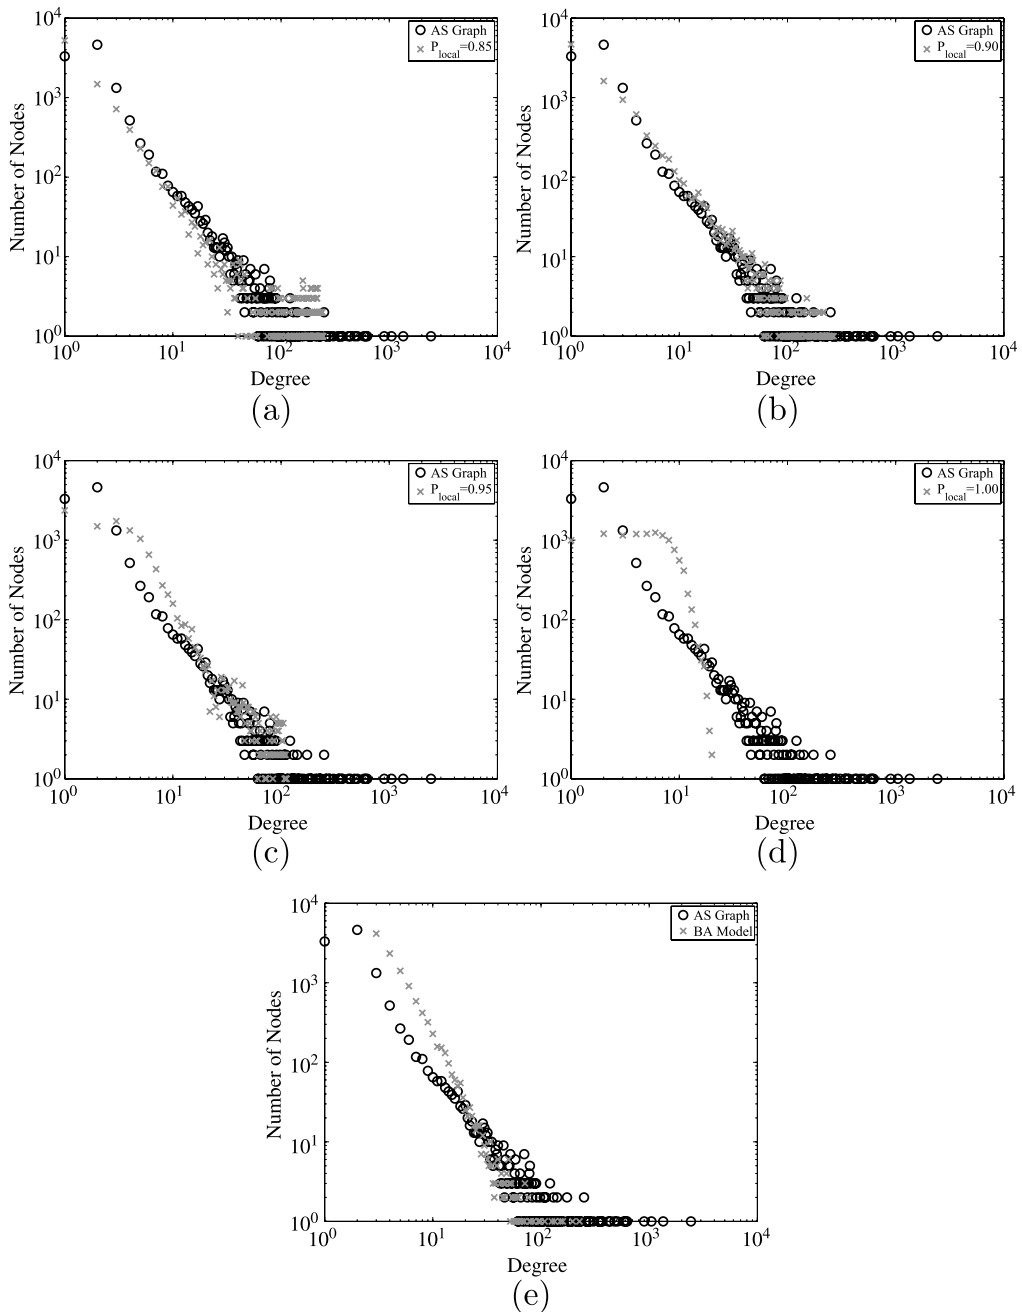 AS Graph
P_local=0.85
10^4
10^3
10^2
10^1
10^0
Number of Nodes
10^0 10^1 10^2 10^3 10^4
Degree
(a)
AS Graph
P_local=0.90
10^4
10^3
10^2
10^1
10^0
Number of Nodes
10^0 10^1 10^2 10^3 10^4
Degree
(b)
AS Graph
P_local=0.95
10^4
10^3
10^2
10^1
10^0
Number of Nodes
10^0 10^1 10^2 10^3 10^4
Degree
(c)
AS Graph
P_local=1.00
10^4
10^3
10^2
10^1
10^0
Number of Nodes
10^0 10^1 10^2 10^3 10^4
Degree
(d)
AS Graph
BA Model
10^4
10^3
10^2
10^1
10^0
Number of Nodes
10^0 10^1 10^2 10^3 10^4
Degree
(e)